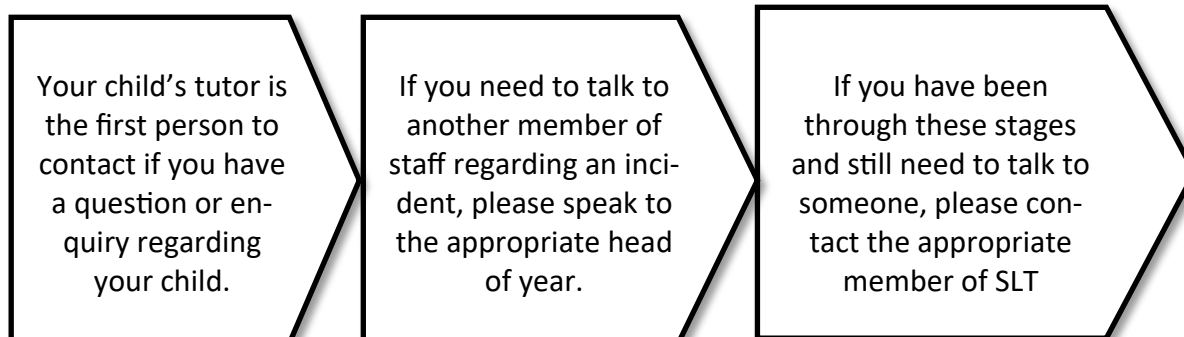 Your child’s tutor is
the first person to
contact if you have
a question or en-
quiry regarding
your child.
If you need to talk to
another member of
staff regarding an inci-
dent, please speak to
the appropriate head
of year.
If you have been
through these stages
and still need to talk to
someone, please con-
tact the appropriate
member of SLT